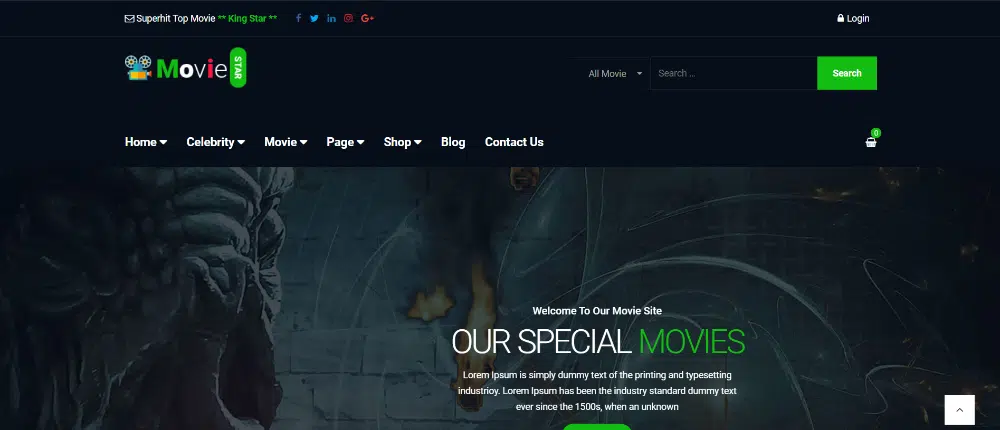 Superhit Top Movie ** King Star ** Login
Movie STAR
All Movie Search ... Search
Home Celebrity Movie Page Shop Blog Contact Us 0
Welcome To Our Movie Site
OUR SPECIAL MOVIES
Lorem Ipsum is simply dummy text of the printing and typesetting
industrioy. Lorem Ipsum has been the industry standard dummy text
ever since the 1500s, when an unknown